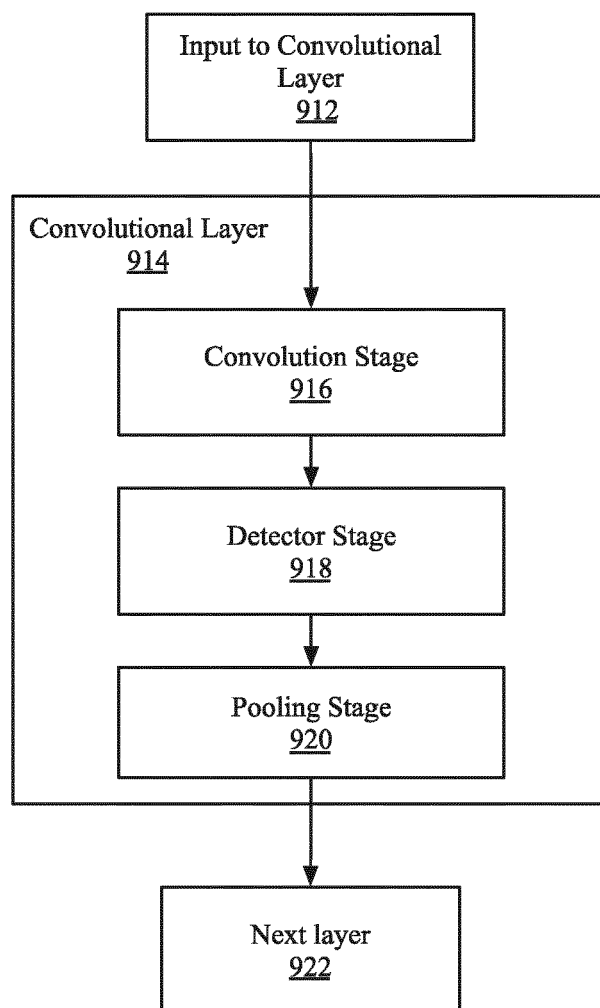 Input to Convolutional
Layer
912
Convolutional Layer
914
Convolution Stage
916
Detector Stage
918
Pooling Stage
920
Next layer
922